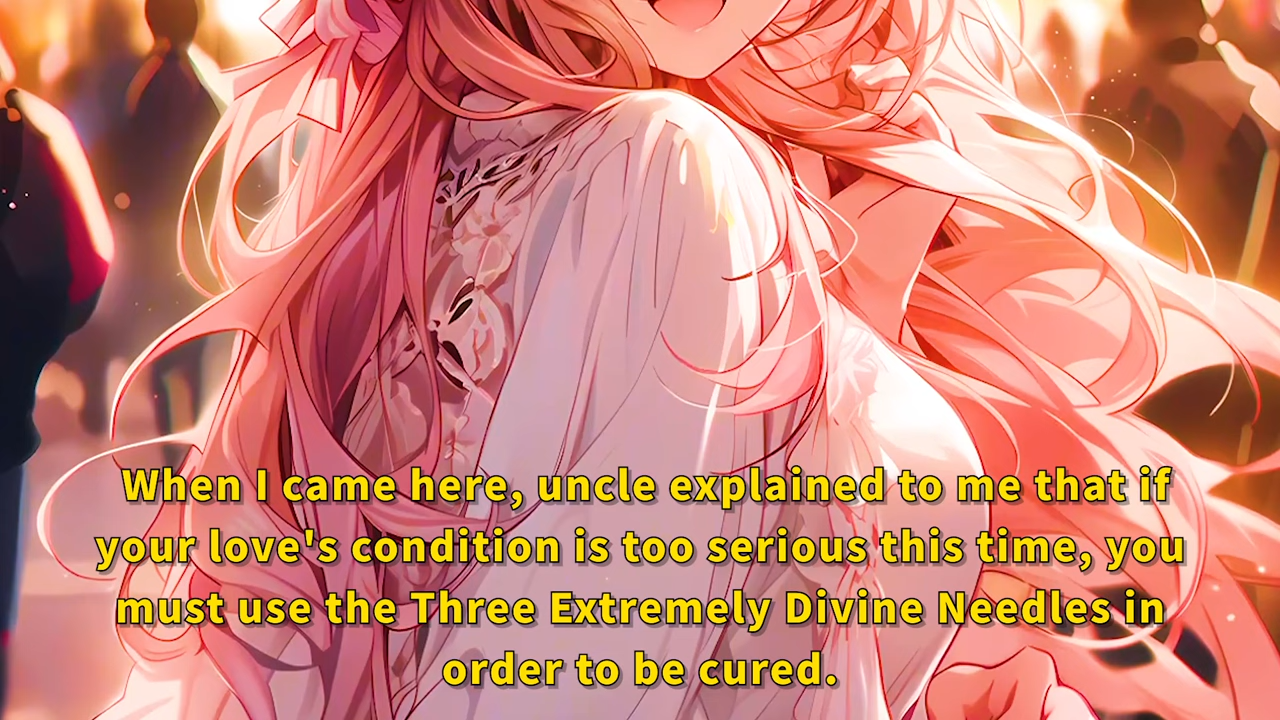 When I came here, uncle explained to me that if
your love's condition is too serious this time, you
must use the Three Extremely Divine Needles in
order to be cured.